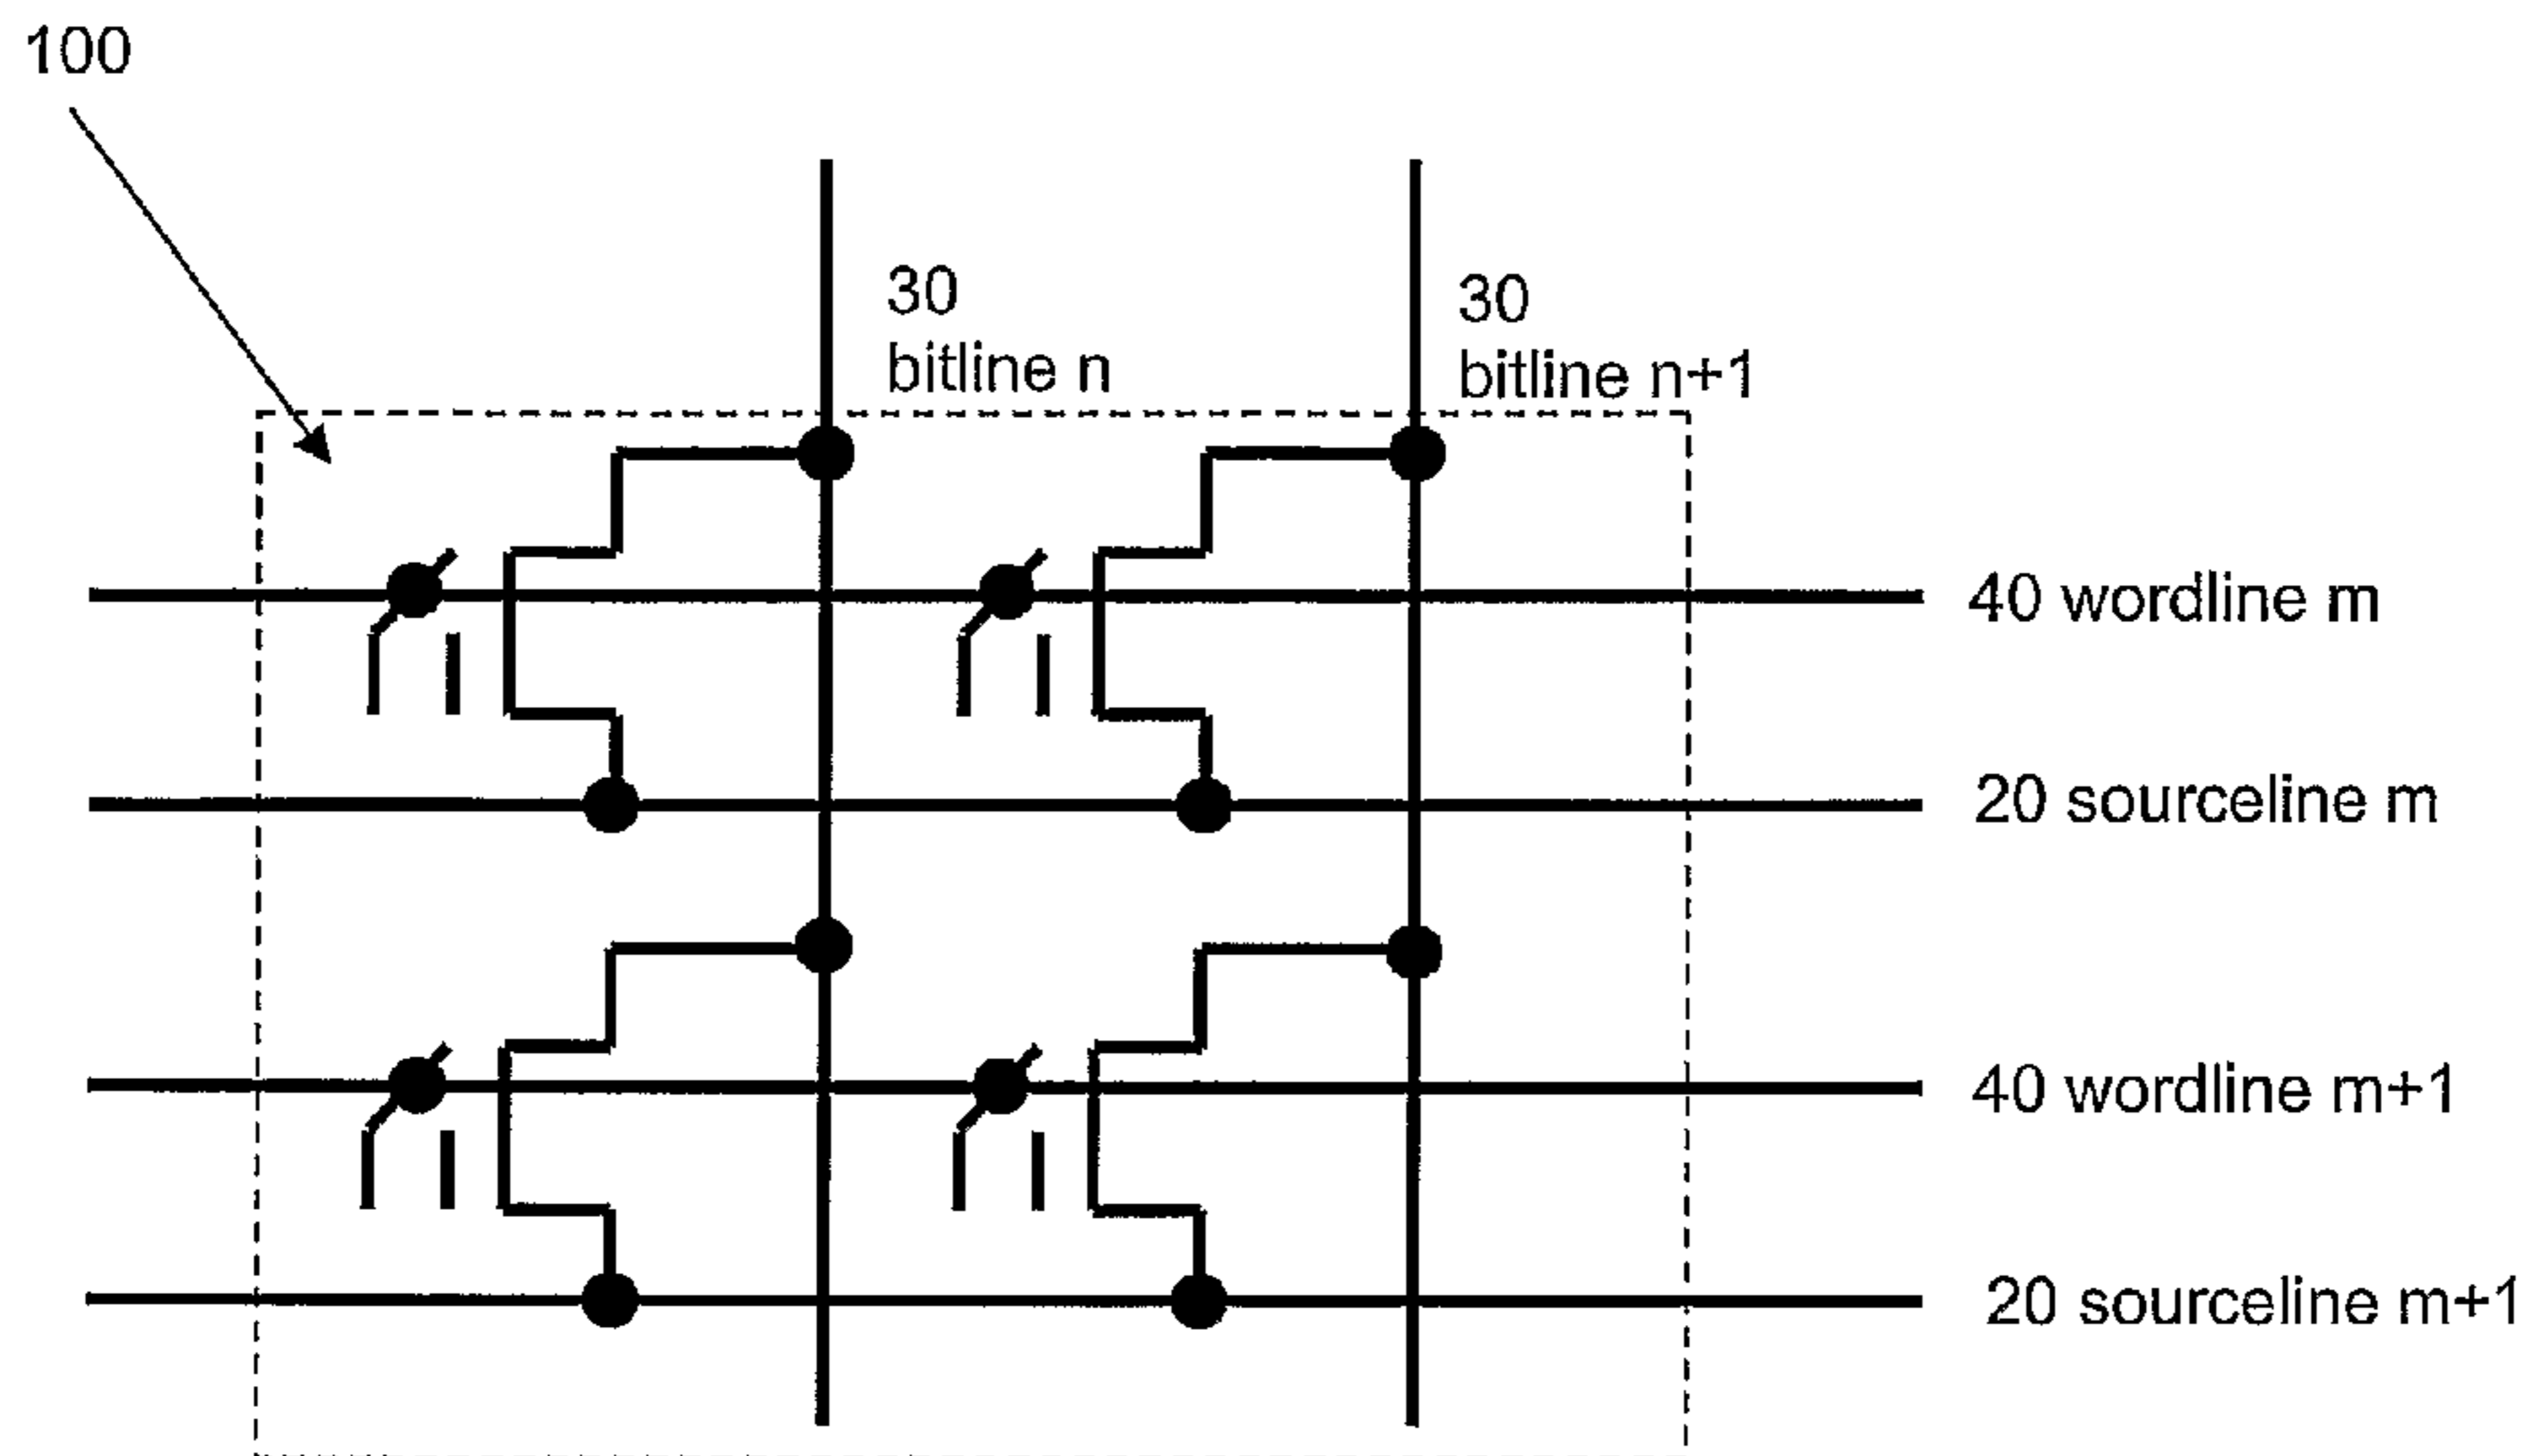 100
30
bitline n
30
bitline n+1
40 wordline m
20 sourceline m
40 wordline m+1
20 sourceline m+1